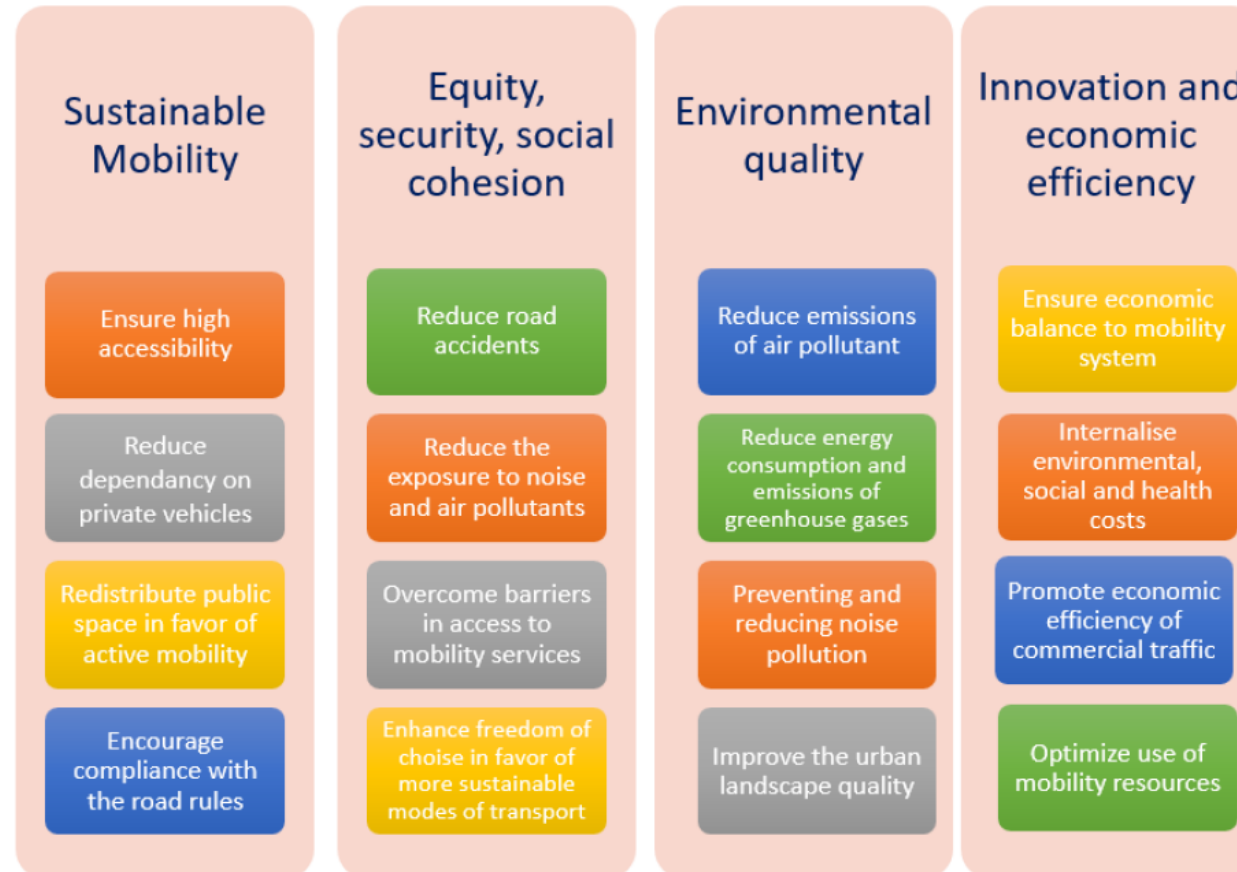 Sustainable
Mobility
Ensure high
accessibility
Reduce
dependancy on
private vehicles
Redistribute public
space in favor of
active mobility
Encourage
compliance with
the road rules
Equity,
security, social
cohesion
Reduce road
accidents
Reduce the
exposure to noise
and air pollutants
Overcome barriers
in access to
mobility services
Enhance freedom of
choise in favor of
more sustainable
modes of transport
Environmental
quality
Reduce emissions
of air pollutant
Reduce energy
consumption and
emissions of
greenhouse gases
Preventing and
reducing noise
pollution
Improve the urban
landscape quality
Innovation and
economic
efficiency
Ensure economic
balance to mobility
system
Internalise
environmental,
social and health
costs
Promote economic
efficiency of
commercial traffic
Optimize use of
mobility resources